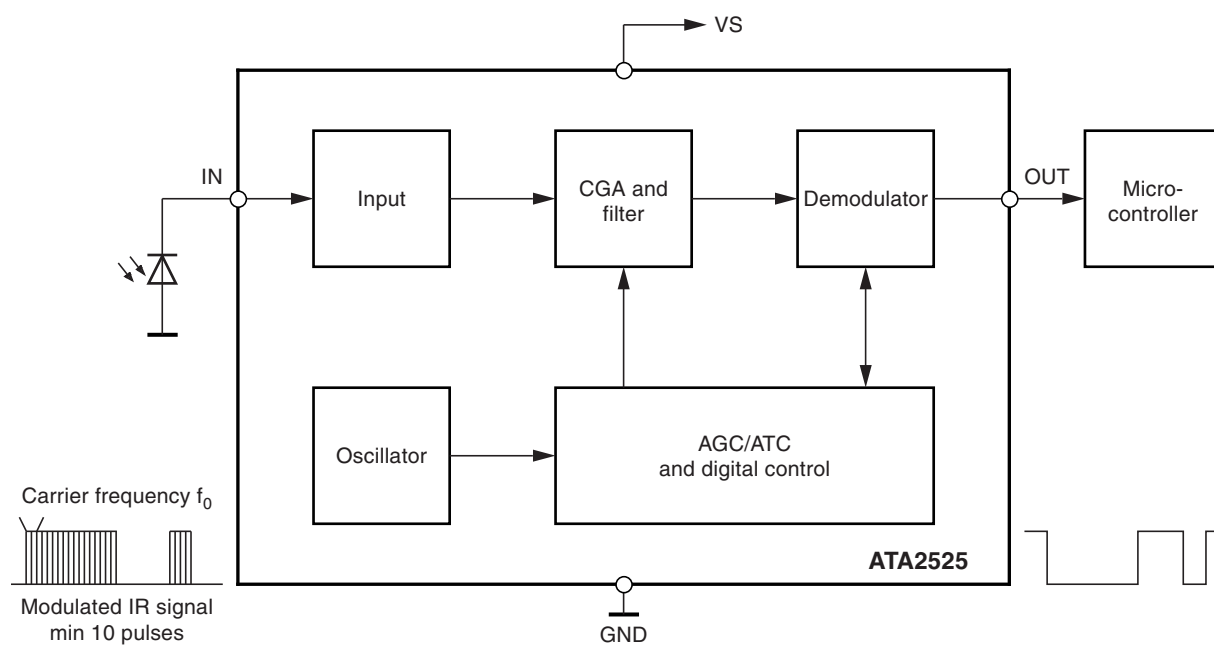 VS
IN
Input
CGA and
filter
Demodulator
OUT
Micro-
controller
Oscillator
AGC/ATC
and digital control
Carrier frequency f₀
ATA2525
Modulated IR signal
min 10 pulses
GND